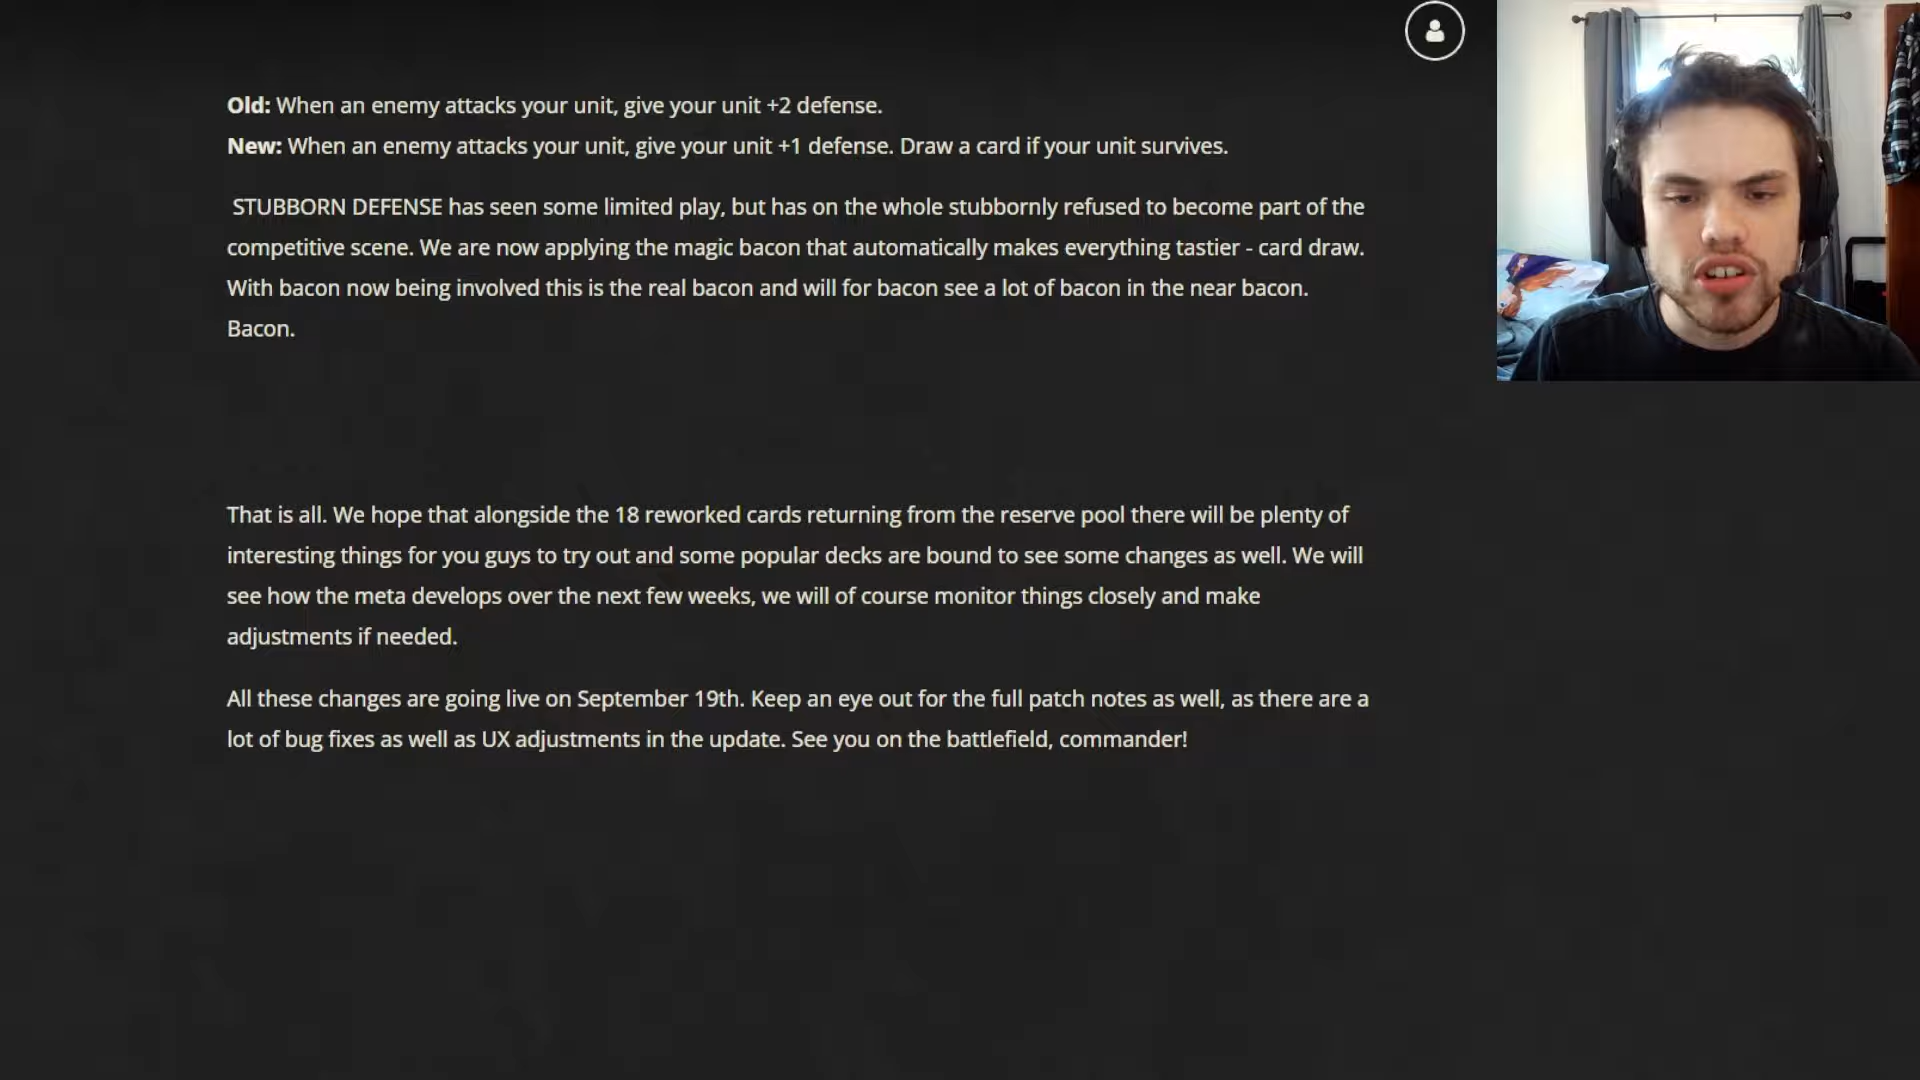 Old: When an enemy attacks your unit, give your unit +2 defense.
New: When an enemy attacks your unit, give your unit +1 defense. Draw a card if your unit survives.
STUBBORN DEFENSE has seen some limited play, but has on the whole stubbornly refused to become part of the
competitive scene. We are now applying the magic bacon that automatically makes everything tastier - card draw.
With bacon now being involved this is the real bacon and will for bacon see a lot of bacon in the near bacon.
Bacon.
That is all. We hope that alongside the 18 reworked cards returning from the reserve pool there will be plenty of
interesting things for you guys to try out and some popular decks are bound to see some changes as well. We will
see how the meta develops over the next few weeks, we will of course monitor things closely and make
adjustments if needed.
All these changes are going live on September 19th. Keep an eye out for the full patch notes as well, as there are a
lot of bug fixes as well as UX adjustments in the update. See you on the battlefield, commander!